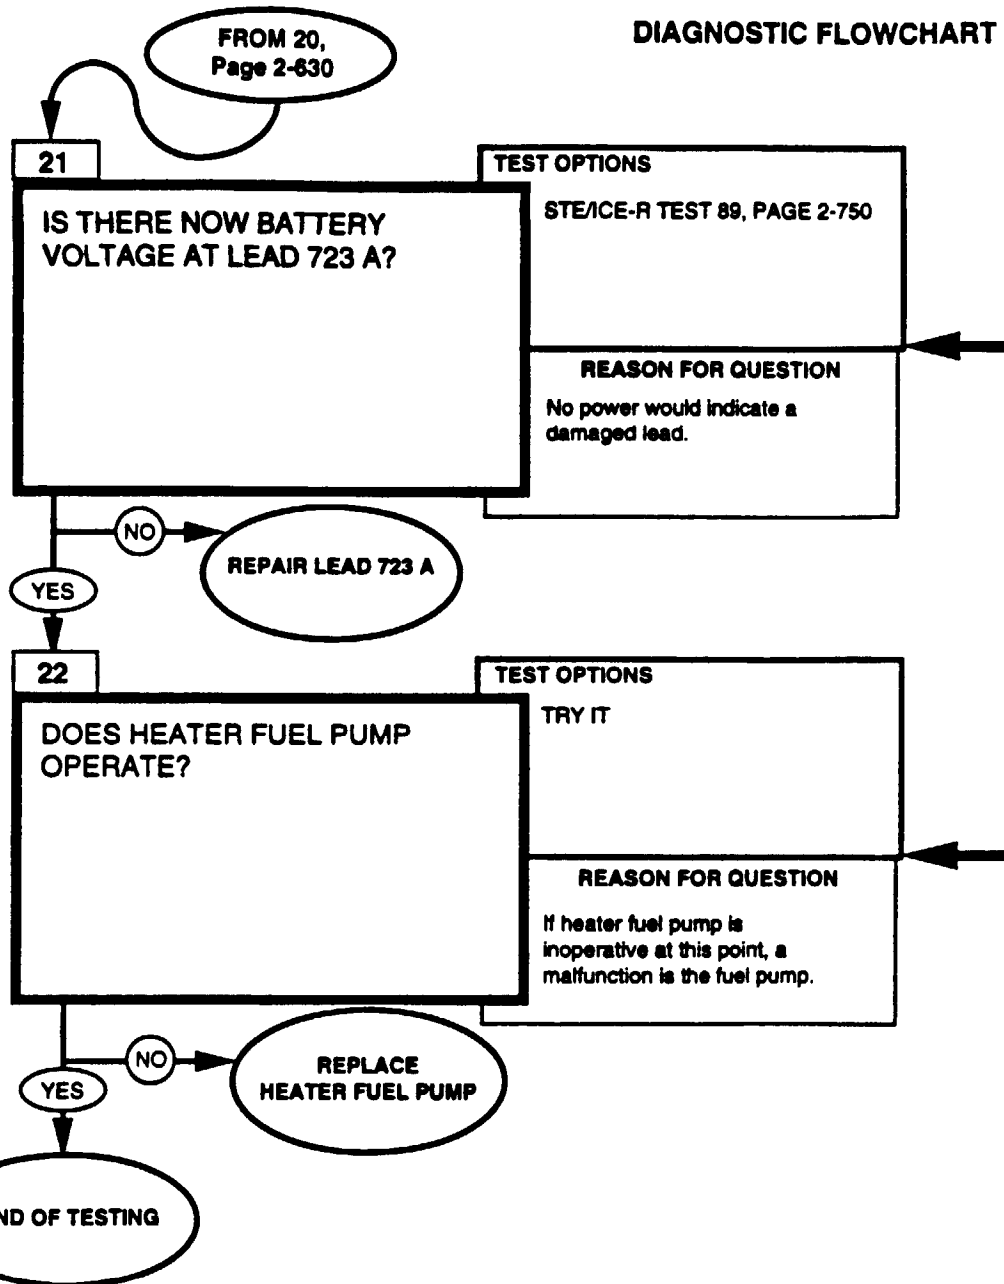 DIAGNOSTIC FLOWCHART
FROM 20,
Page 2-630
21
IS THERE NOW BATTERY
VOLTAGE AT LEAD 723 A?
TEST OPTIONS
STE/ICE-R TEST 89, PAGE 2-750
REASON FOR QUESTION
No power would indicate a
damaged lead.
NO
REPAIR LEAD 723 A
YES
22
DOES HEATER FUEL PUMP
OPERATE?
TEST OPTIONS
TRY IT
REASON FOR QUESTION
If heater fuel pump is
inoperative at this point, a
malfunction is the fuel pump.
NO
REPLACE
HEATER FUEL PUMP
YES
ND OF TESTING